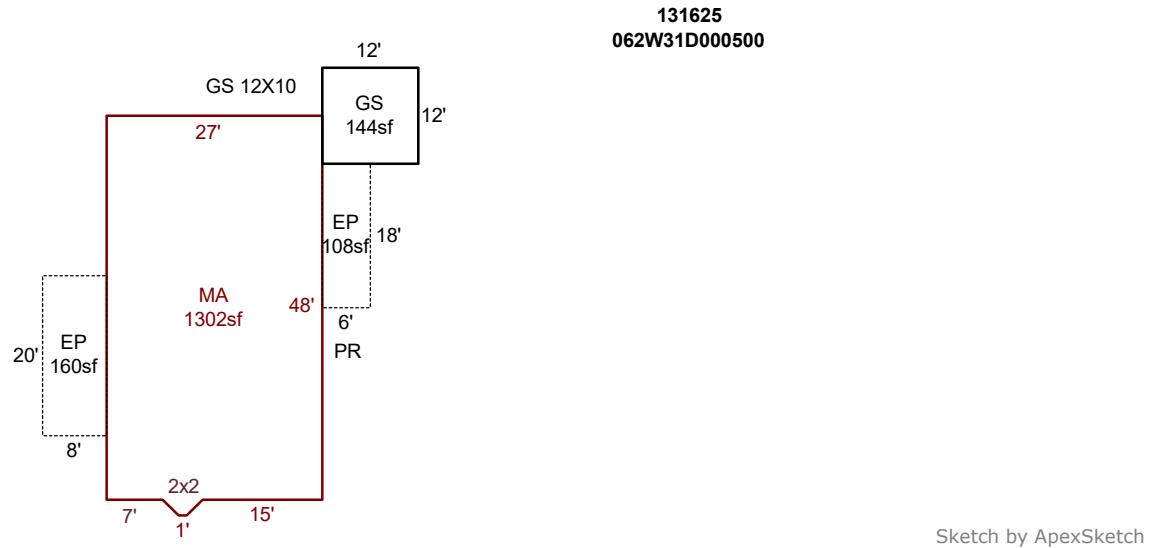 131625
062W31D000500
12'
GS 12X10
GS
144sf
12'
27'
EP
108sf
18'
MA
1302sf
48'
6'
PR
20'
EP
160sf
8'
2x2
7'
1'
15'
Sketch by ApexSketch